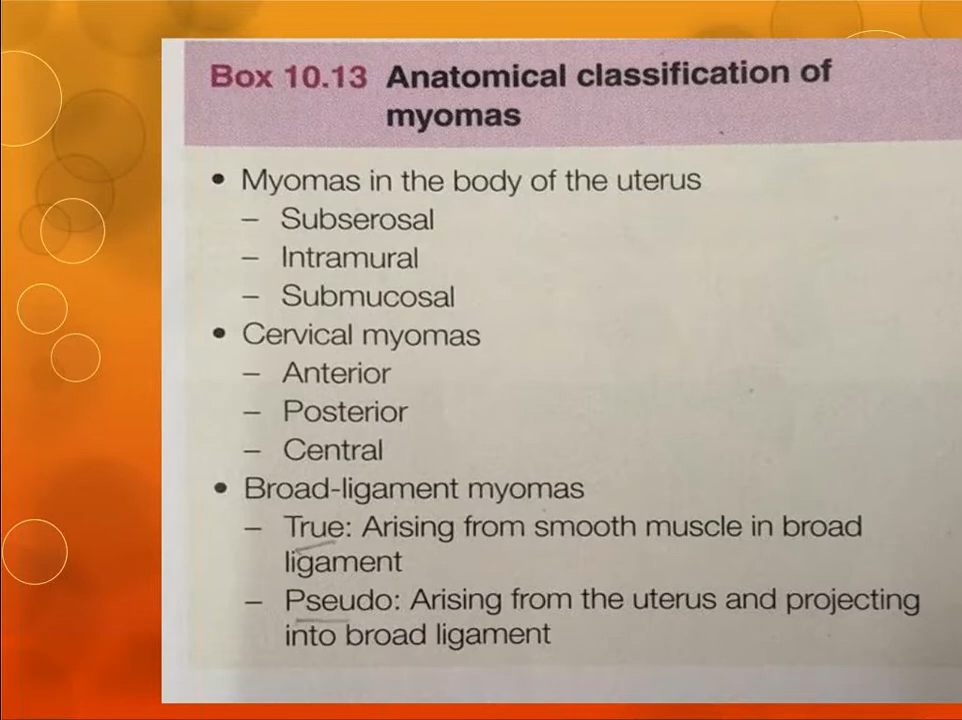 Box 10.13 Anatomical classification of
myomas
• Myomas in the body of the uterus
– Subserosal
– Intramural
– Submucosal
• Cervical myomas
– Anterior
– Posterior
– Central
• Broad-ligament myomas
– True: Arising from smooth muscle in broad
ligament
– Pseudo: Arising from the uterus and projecting
into broad ligament